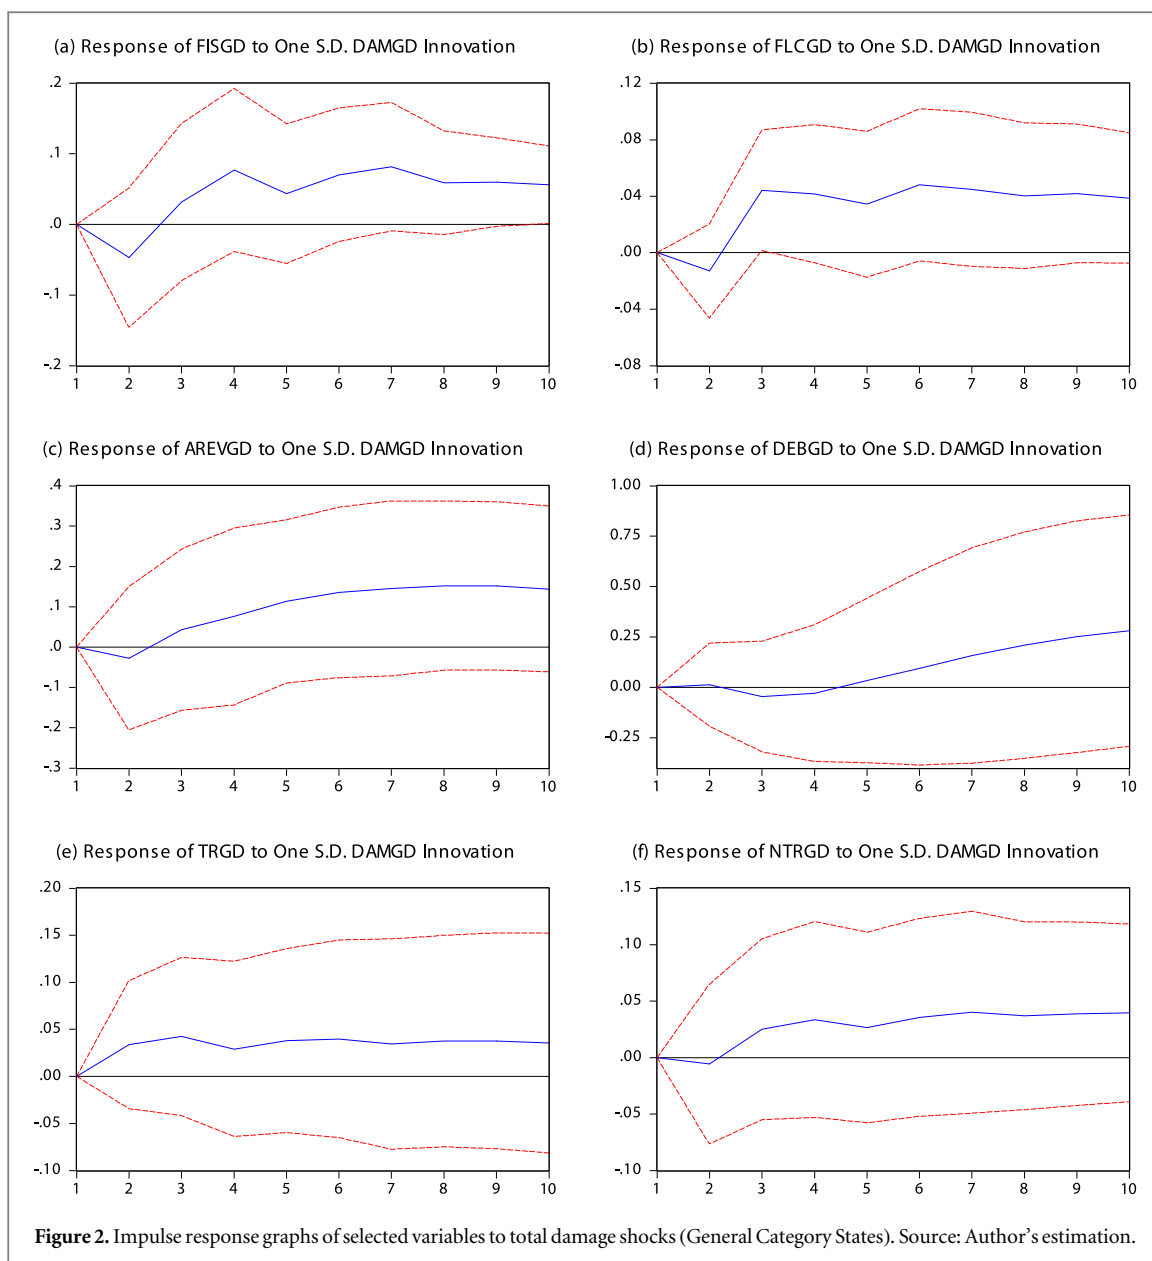 (a) Response of FISGD to One S.D. DAMGD Innovation
.2
.1
.0
-.1
-.2
1 2 3 4 5 6 7 8 9 10
(b) Response of FLCGD to One S.D. DAMGD Innovation
0.12
0.08
0.04
0.00
-0.04
-0.08
1 2 3 4 5 6 7 8 9 10
(c) Response of AREVGD to One S.D. DAMGD Innovation
.4
.3
.2
.1
.0
-.1
-.2
-.3
1 2 3 4 5 6 7 8 9 10
(d) Response of DEBGD to One S.D. DAMGD Innovation
1.00
0.75
0.50
0.25
0.00
-0.25
1 2 3 4 5 6 7 8 9 10
(e) Response of TRGD to One S.D. DAMGD Innovation
.20
.15
.10
.05
.00
-.05
-.10
1 2 3 4 5 6 7 8 9 10
(f) Response of NTRGD to One S.D. DAMGD Innovation
.15
.10
.05
.00
-.05
-.10
1 2 3 4 5 6 7 8 9 10
Figure 2. Impulse response graphs of selected variables to total damage shocks (General Category States). Source: Author's estimation.